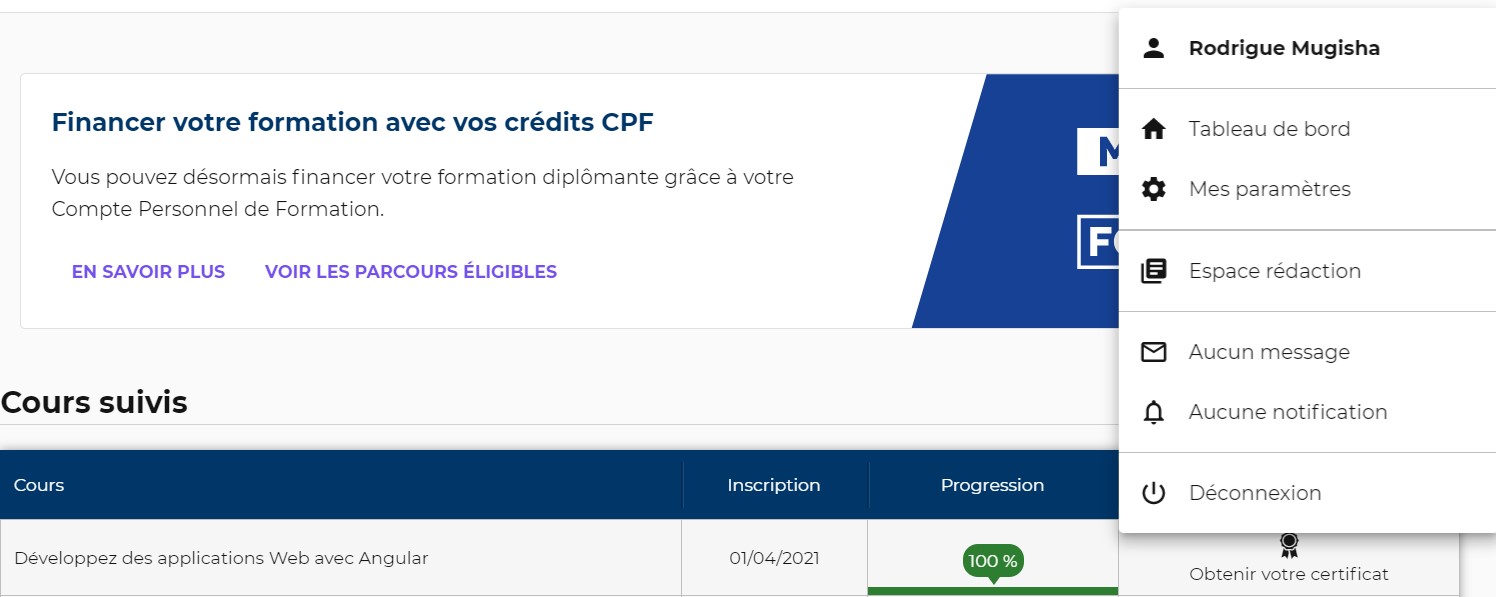 Rodrigue Mugisha
Tableau de bord
Mes paramètres
Espace rédaction
Aucun message
Aucune notification
Déconnexion
Financer votre formation avec vos crédits CPF
Vous pouvez désormais financer votre formation diplômante grâce à votre
Compte Personnel de Formation.
EN SAVOIR PLUS VOIR LES PARCOURS ÉLIGIBLES
Cours suivis
Cours Inscription Progression
Développez des applications Web avec Angular 01/04/2021 100 %
Obtenir votre certificat